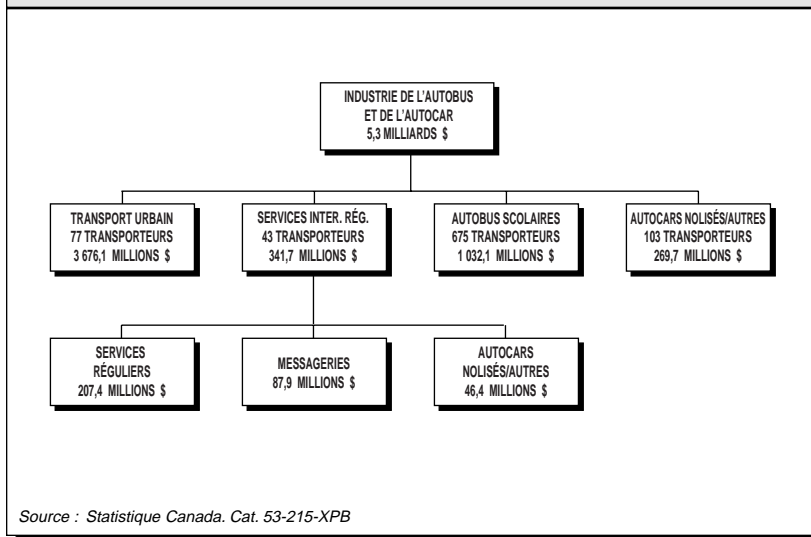 INDUSTRIE DE L'AUTOBUS
ET DE L'AUTOCAR
5,3 MILLIARDS $
TRANSPORT URBAIN
77 TRANSPORTEURS
3 676,1 MILLIONS $
SERVICES INTER. RÉG.
43 TRANSPORTEURS
341,7 MILLIONS $
AUTOBUS SCOLAIRES
675 TRANSPORTEURS
1 032,1 MILLIONS $
AUTOCARS NOLISÉS/AUTRES
103 TRANSPORTEURS
269,7 MILLIONS $
SERVICES
RÉGULIERS
207,4 MILLIONS $
MESSAGERIES
87,9 MILLIONS $
AUTOCARS
NOLISÉS/AUTRES
46,4 MILLIONS $
Source : Statistique Canada. Cat. 53-215-XPB